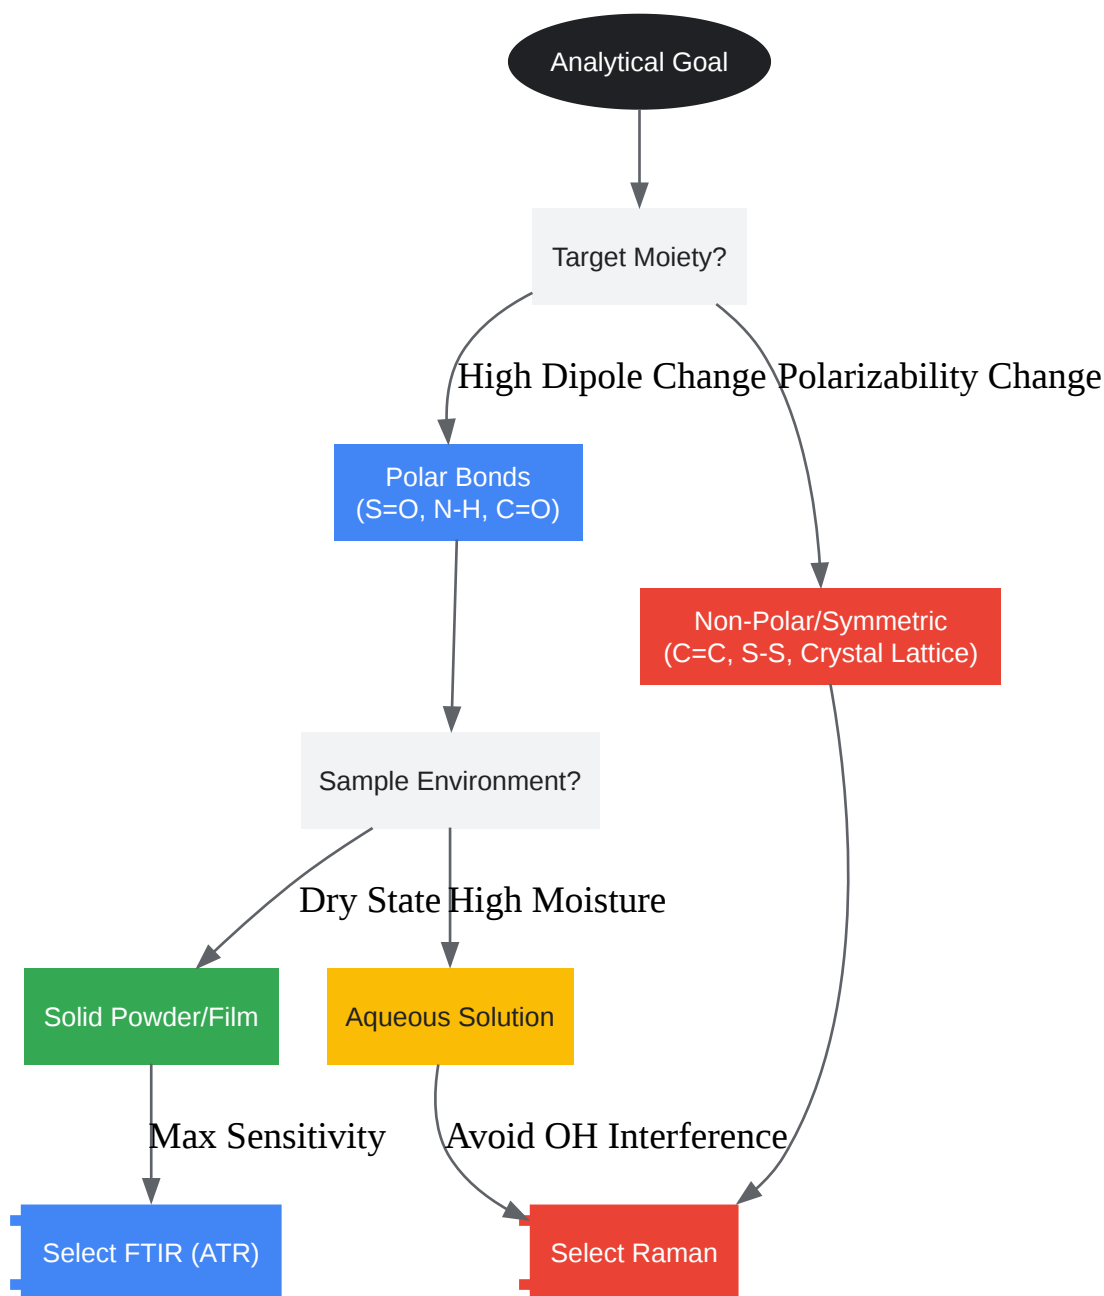 Analytical Goal
Target Moiety?
High Dipole Change
Polarizability Change
Polar Bonds
(S=O, N-H, C=O)
Non-Polar/Symmetric
(C=C, S-S, Crystal Lattice)
Sample Environment?
Dry State
High Moisture
Solid Powder/Film
Aqueous Solution
Max Sensitivity
Avoid OH Interference
Select FTIR (ATR)
Select Raman